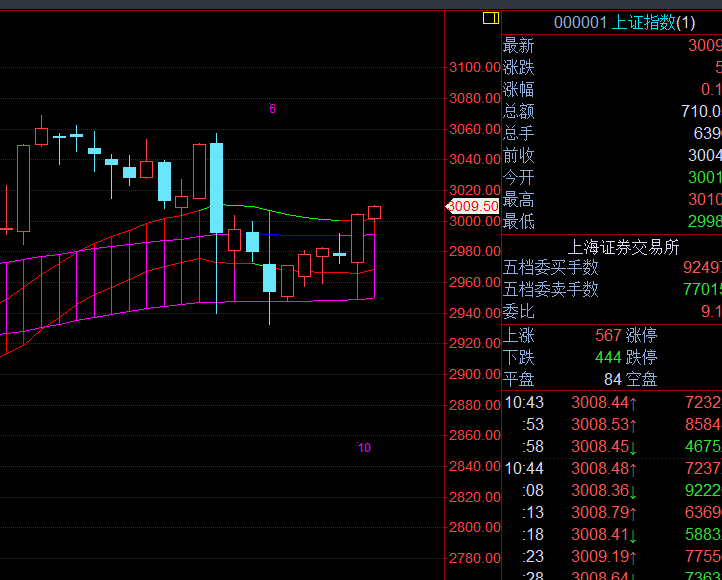 000001 上证指数(1)
最新 3009
涨跌 5
涨幅 0.1
总额 710.0
总手 639
前收 3004
今开 3001
最高 3010
最低 2998
上海证券交易所
五档委买手数 9249
五档委卖手数 77015
委比 9.1
上涨 567 涨停
下跌 444 跌停
平盘 84 空盘
10:43 3008.44↑ 7232
:53 3008.53↑ 8584
:58 3008.45↓ 4675
10:44 3008.48↑ 7237
:08 3008.36↓ 9222
:13 3008.79↑ 6369
:18 3008.41↓ 5883
:23 3009.19↑ 7755
:28 3008.64↓ 7363
3100.00
3080.00
3060.00
3040.00
3020.00
3009.50
3000.00
2980.00
2960.00
2940.00
2920.00
2900.00
2880.00
2860.00
2840.00
2820.00
2800.00
2780.00
6
10